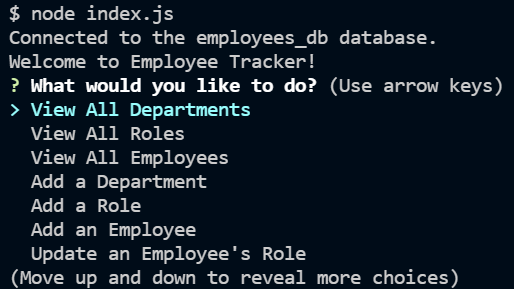 $ node index.js
Connected to the employees_db database.
Welcome to Employee Tracker!
? What would you like to do? (Use arrow keys)
> View All Departments
View All Roles
View All Employees
Add a Department
Add a Role
Add an Employee
Update an Employee's Role
(Move up and down to reveal more choices)